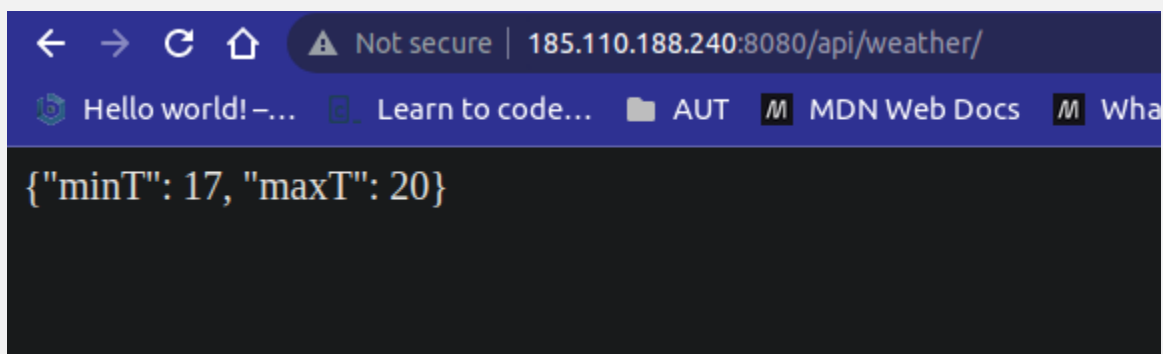 Not secure | 185.110.188.240:8080/api/weather/
Hello world! –... Learn to code... AUT M MDN Web Docs M Wha
{"minT": 17, "maxT": 20}